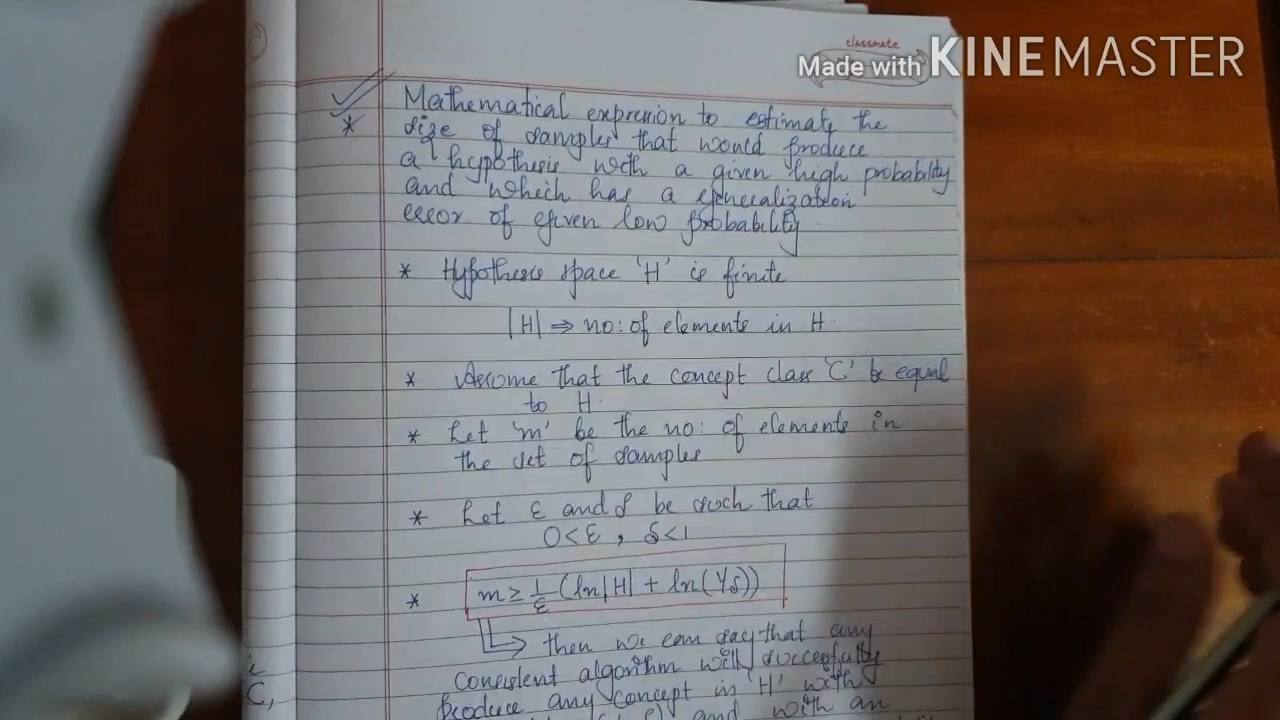 classmate
Made with KINEMASTER
* Mathematical expression to estimate the
size of samples that would produce
a hypothesis with a given high probability
and which has a generalization
error of given low probability.
* Hypothesis space 'H' is finite
|H| ⇒ no: of elements in H.
* Assume that the concept class 'C' be equal
to H.
* Let 'm' be the no: of elements in
the set of samples
* Let ε and δ be such that
0<ε, δ<1
* m ≥ 1/ε (ln|H| + ln(1/δ))
then we can say that any
consistent algorithm will successfully
produce any concept in 'H' with
and with an
C,